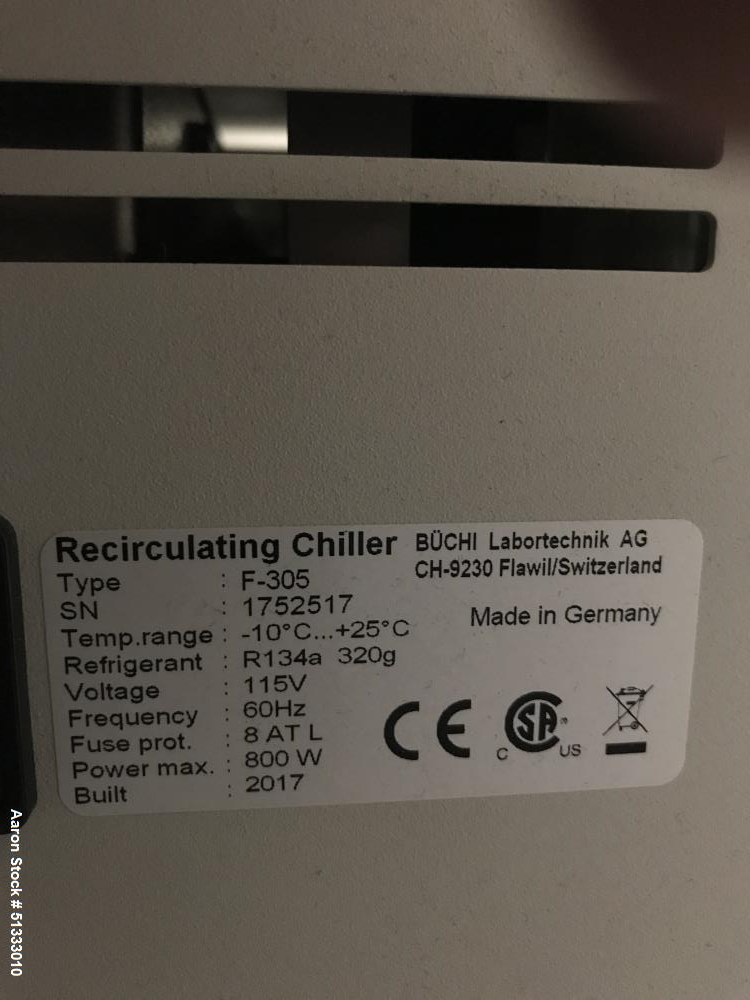 Recirculating Chiller
BÜCHI Labortechnik AG
CH-9230 Flawil/Switzerland
Type : F-305
SN : 1752517
Made in Germany
Temp.range : -10°C...+25°C
Refrigerant : R134a 320g
Voltage : 115V
Frequency : 60Hz
Fuse prot. : 8 AT L
Power max. : 800 W
Built : 2017
CE
C SA ® US
Aaron Stock # 51333010